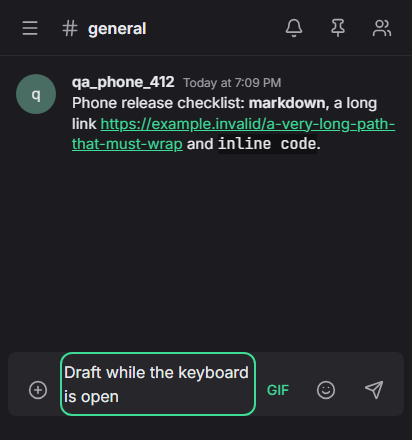 # general
qa_phone_412 Today at 7:09 PM
q
Phone release checklist: markdown, a long
link https://example.invalid/a-very-long-path-
that-must-wrap and inline code.
Draft while the keyboard
is open
GIF